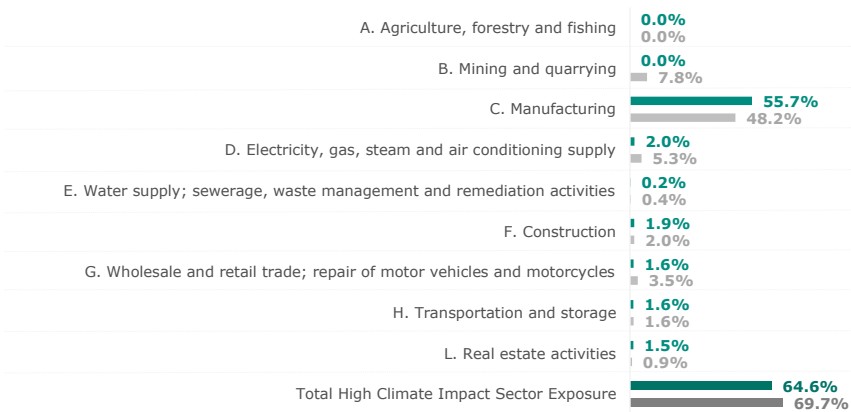 A. Agriculture, forestry and fishing
0.0%
0.0%
B. Mining and quarrying
0.0%
7.8%
C. Manufacturing
55.7%
48.2%
D. Electricity, gas, steam and air conditioning supply
2.0%
5.3%
E. Water supply; sewerage, waste management and remediation activities
0.2%
0.4%
F. Construction
1.9%
2.0%
G. Wholesale and retail trade; repair of motor vehicles and motorcycles
1.6%
3.5%
H. Transportation and storage
1.6%
1.6%
L. Real estate activities
1.5%
0.9%
Total High Climate Impact Sector Exposure
64.6%
69.7%